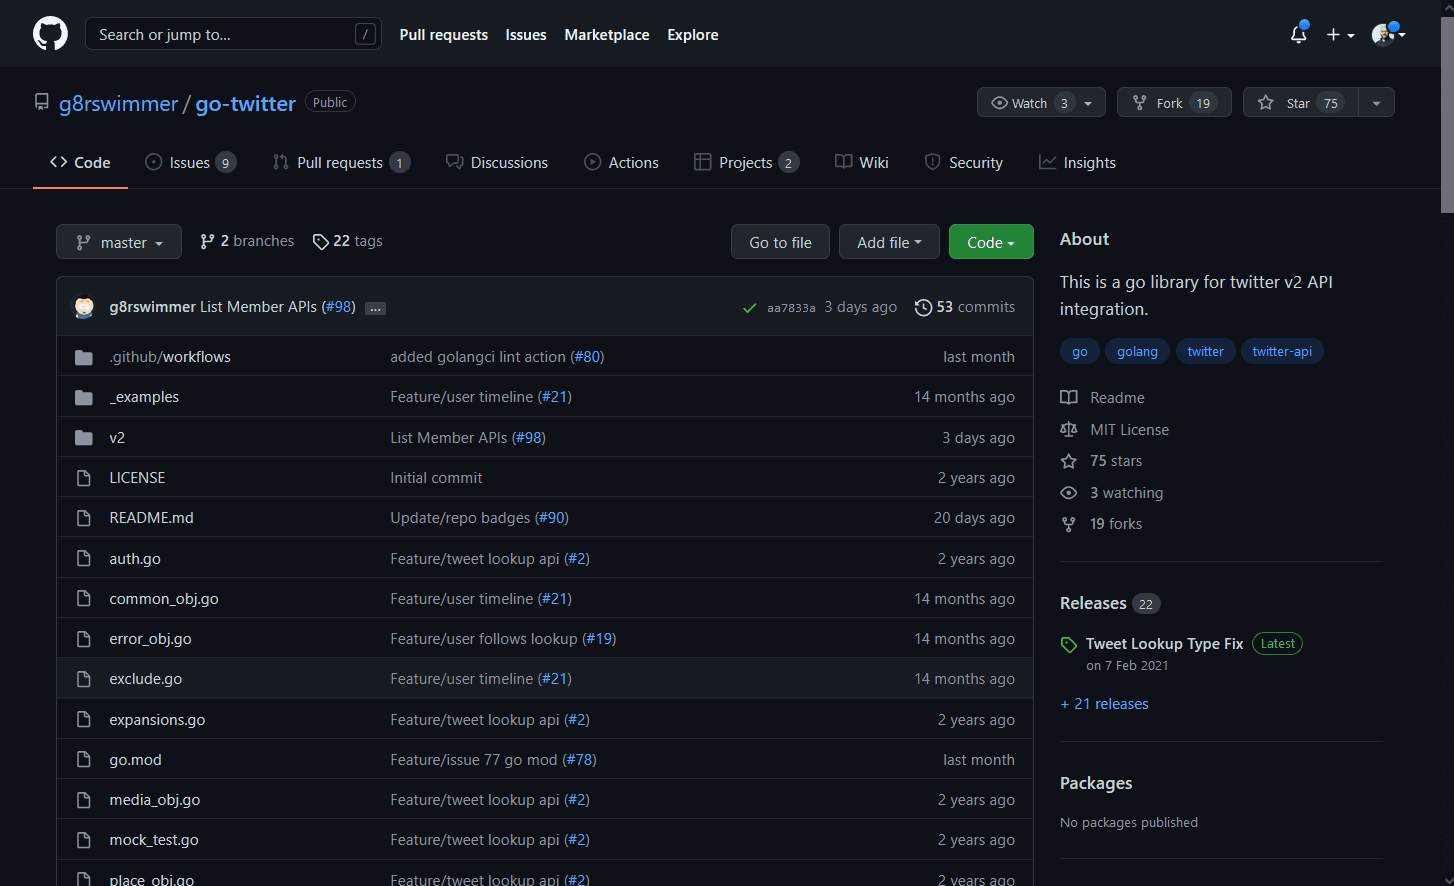 Search or jump to... /
Pull requests Issues Marketplace Explore
g8rswimmer / go-twitter Public
Watch 3 Fork 19 Star 75
Code Issues 9 Pull requests 1 Discussions Actions Projects 2 Wiki Security Insights
master 2 branches 22 tags Go to file Add file Code
g8rswimmer List Member APIs (#98) ... aa7833a 3 days ago 53 commits
.github/workflows added golangci lint action (#80) last month
_examples Feature/user timeline (#21) 14 months ago
v2 List Member APIs (#98) 3 days ago
LICENSE Initial commit 2 years ago
README.md Update/repo badges (#90) 20 days ago
auth.go Feature/tweet lookup api (#2) 2 years ago
common_obj.go Feature/user timeline (#21) 14 months ago
error_obj.go Feature/user follows lookup (#19) 14 months ago
exclude.go Feature/user timeline (#21) 14 months ago
expansions.go Feature/tweet lookup api (#2) 2 years ago
go.mod Feature/issue 77 go mod (#78) last month
media_obj.go Feature/tweet lookup api (#2) 2 years ago
mock_test.go Feature/tweet lookup api (#2) 2 years ago
place_obj.go Feature/tweet lookup api (#2) 2 years ago
About
This is a go library for twitter v2 API
integration.
go golang twitter twitter-api
Readme
MIT License
75 stars
3 watching
19 forks
Releases 22
Tweet Lookup Type Fix Latest
on 7 Feb 2021
+ 21 releases
Packages
No packages published